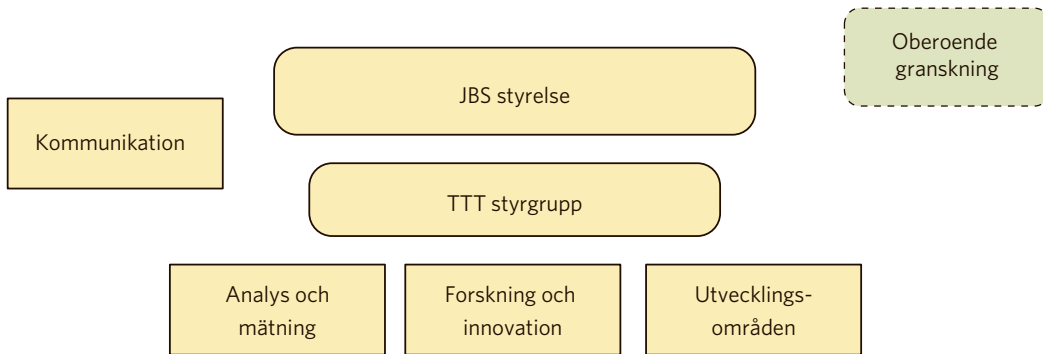 Oberoende
granskning
JBS styrelse
Kommunikation
TTT styrgrupp
Analys och
mätning
Forskning och
innovation
Utvecklings-
områden